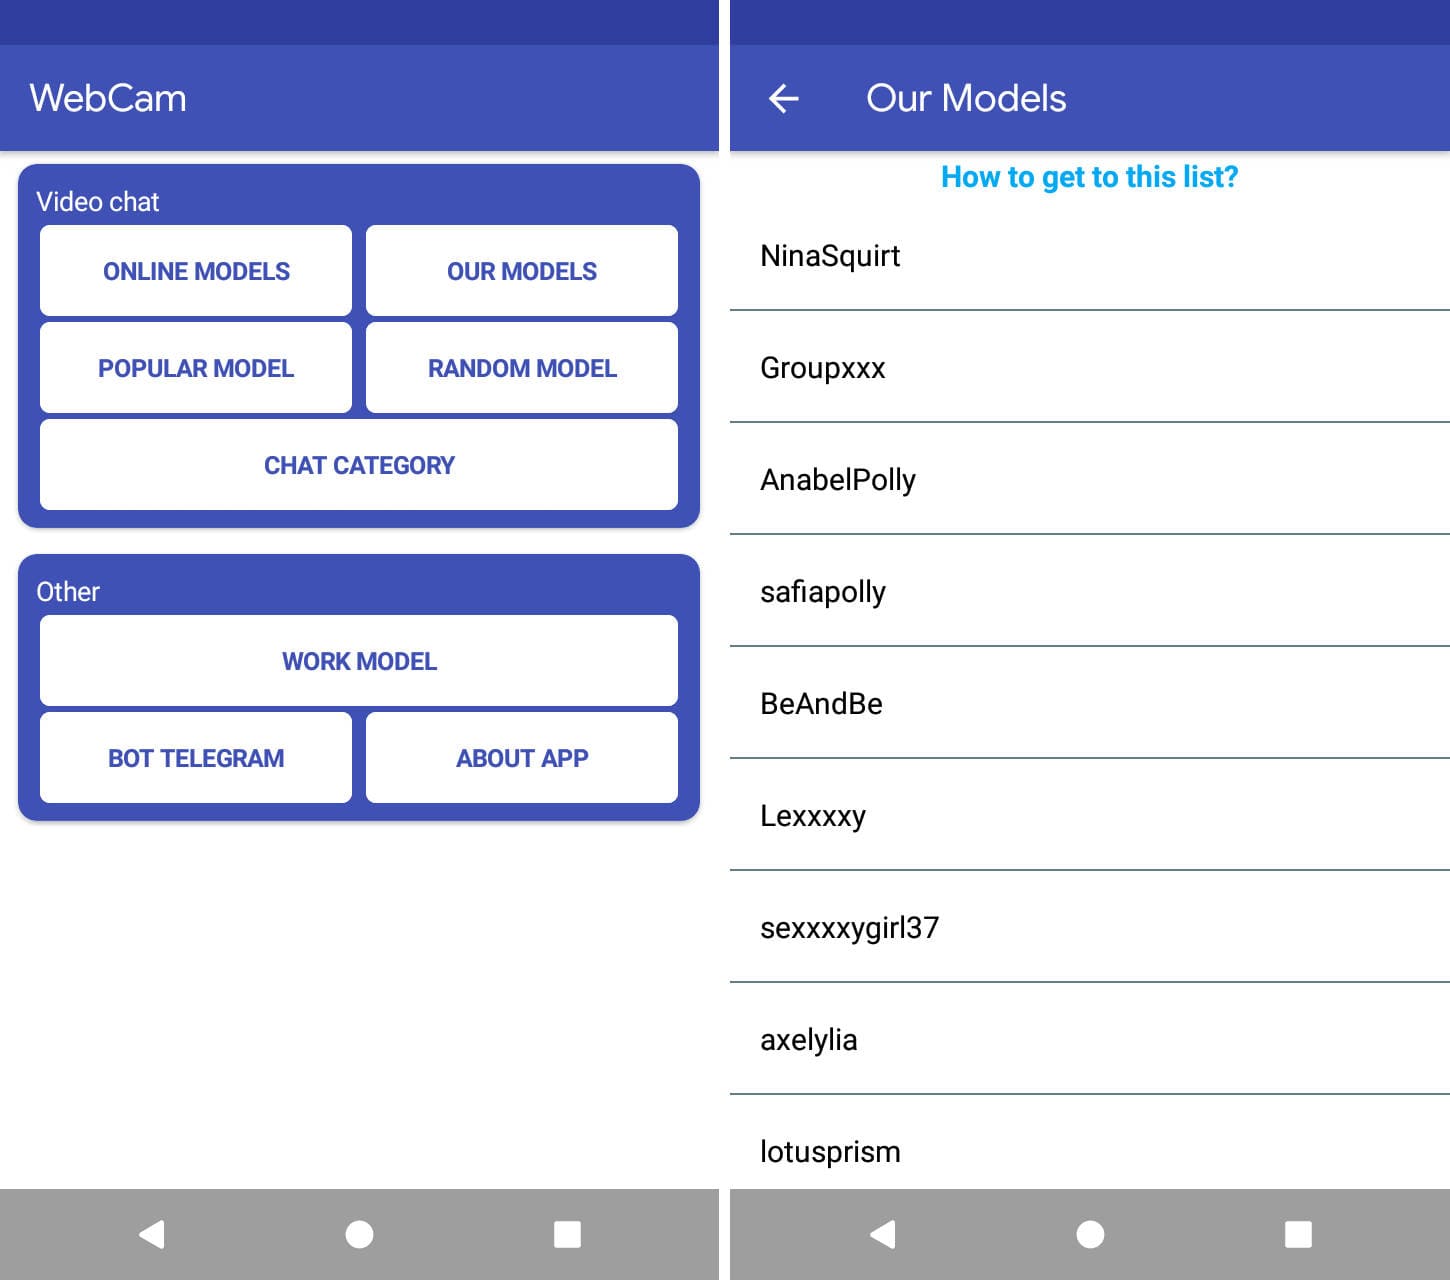 WebCam
Video chat
ONLINE MODELS
OUR MODELS
POPULAR MODEL
RANDOM MODEL
CHAT CATEGORY
Other
WORK MODEL
BOT TELEGRAM
ABOUT APP
Our Models
How to get to this list?
NinaSquirt
Groupxxx
AnabelPolly
safiapolly
BeAndBe
Lexxxxy
sexxxxygirl37
axelylia
lotusprism